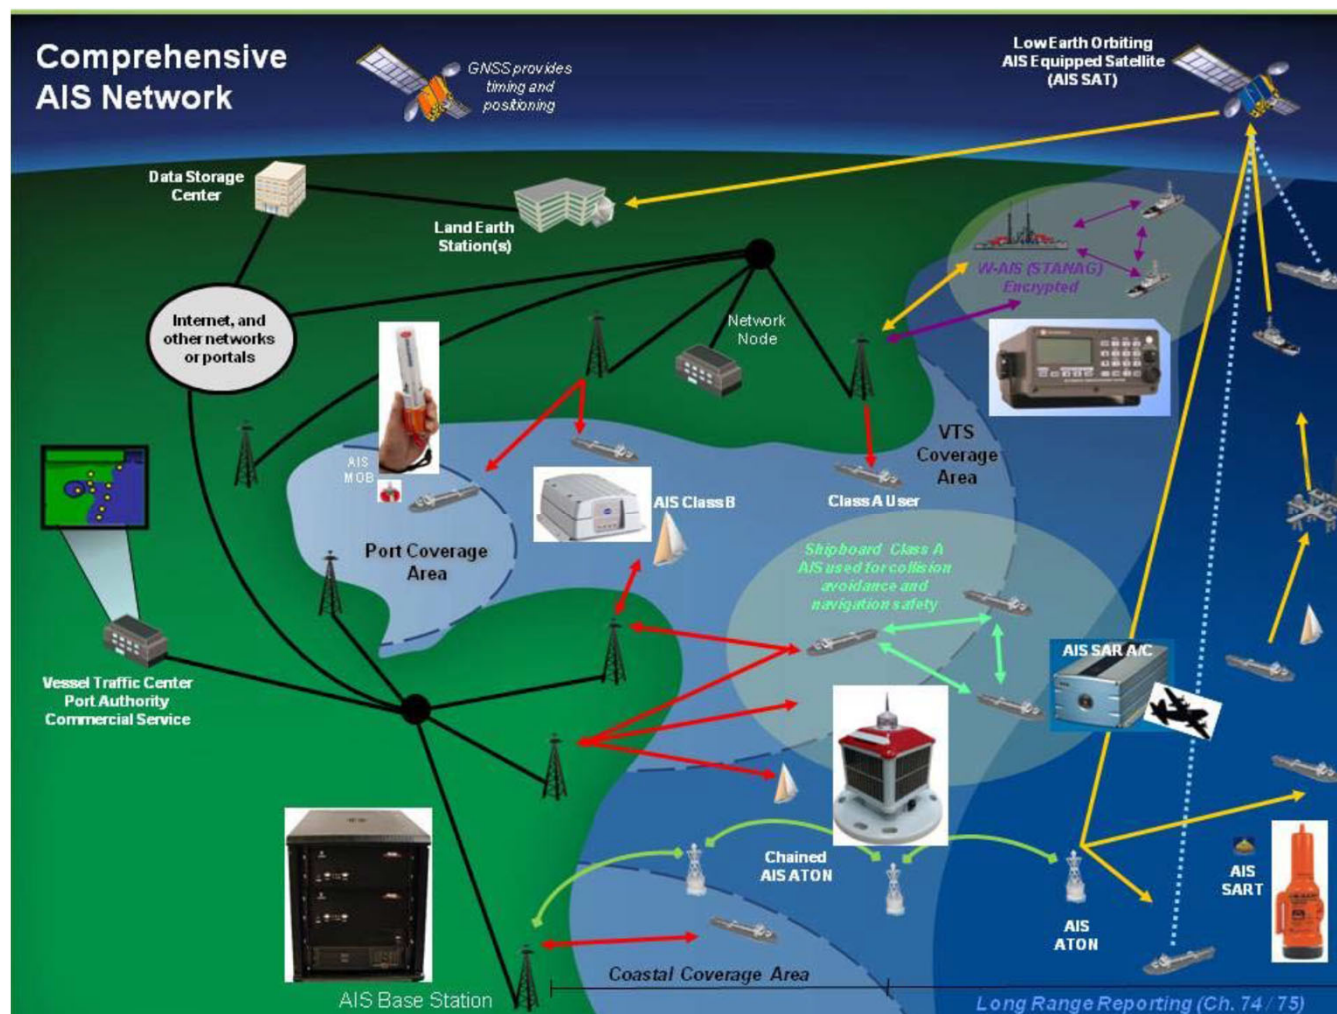 Comprehensive
AIS Network
GNSS provides
timing and
positioning
Low Earth Orbiting
AIS Equipped Satellite
(AIS SAT)
Data Storage
Center
Land Earth
Station(s)
W-AIS (STANAG)
Encrypted
Internet, and
other networks
or portals
Network
Node
AIS
MOB
VTS
Coverage
Area
AIS Class B
Class A User
Port Coverage
Area
Shipboard Class A
AIS used for collision
avoidance and
navigation safety
AIS SAR A/C
Vessel Traffic Center
Port Authority
Commercial Service
Chained
AIS ATON
AIS
ATON
AIS
SART
AIS Base Station
Coastal Coverage Area
Long Range Reporting (Ch. 74 / 75)